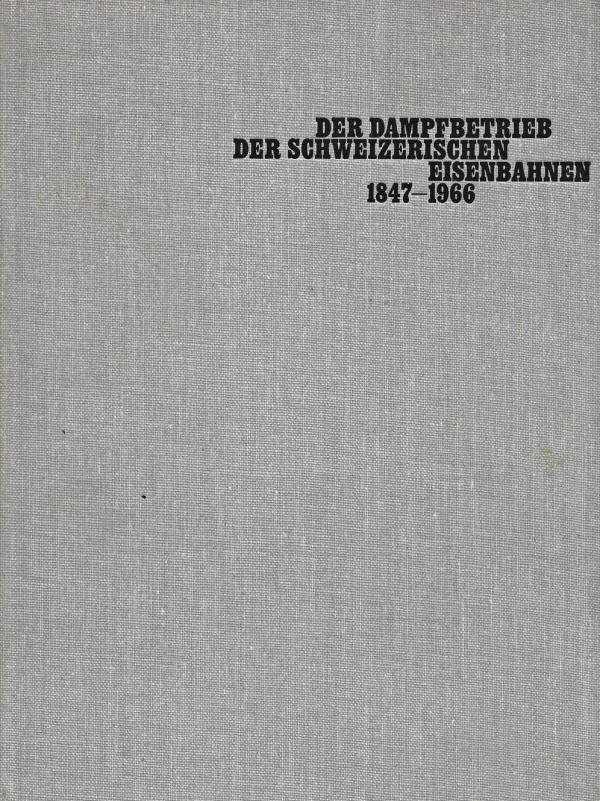 DER DAMPFBETRIEB
DER SCHWEIZERISCHEN
EISENBAHNEN
1847–1966